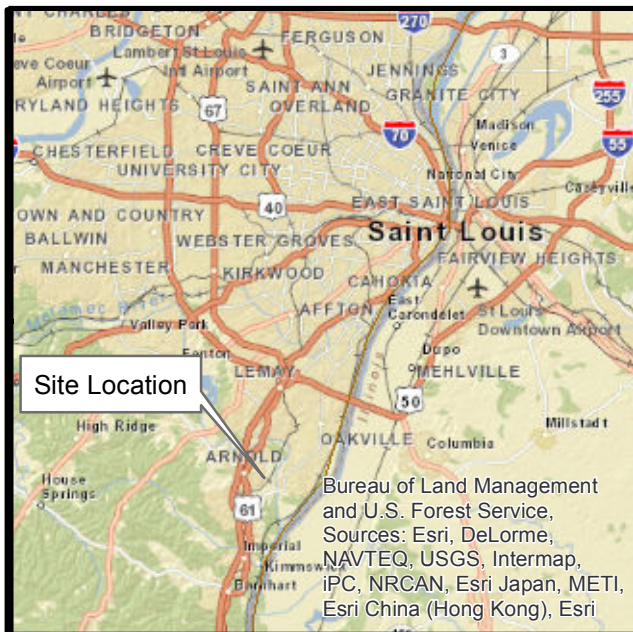 NT CHARLES
270
BRIDGETON
FERGUSON
Lambert St Louis
Intl Airport
3
eve Coeur
Airport
JENNINGS
SAINT ANN
GRANITE CITY
255
RYLAND HEIGHTS
67
OVERLAND
70
Madison
55
CHESTERFIELD
CREVE COEUR
Venice
UNIVERSITY CITY
National City
Caseyville
40
EAST SAINT LOUIS
OWN AND COUNTRY
Saint Louis
BALLWIN
WEBSTER GROVES
FAIRVIEW HEIGHTS
MANCHESTER
KIRKWOOD
CAHOKIA
Meramec River
AFFTON
East
Carondelet
St Louis
Downtown Airport
Valley Park
Fenton
Dupo
Illinois
LEMAY
MEHLVILLE
Site Location
50
High Ridge
Millstadt
OAKVILLE
Columbia
ARNOLD
House
Springs
61
Imperial
Kimmswick
Barnhart
Bureau of Land Management
and U.S. Forest Service,
Sources: Esri, DeLorme,
NAVTEQ, USGS, Intermap,
iPC, NRCAN, Esri Japan, METI,
Esri China (Hong Kong), Esri